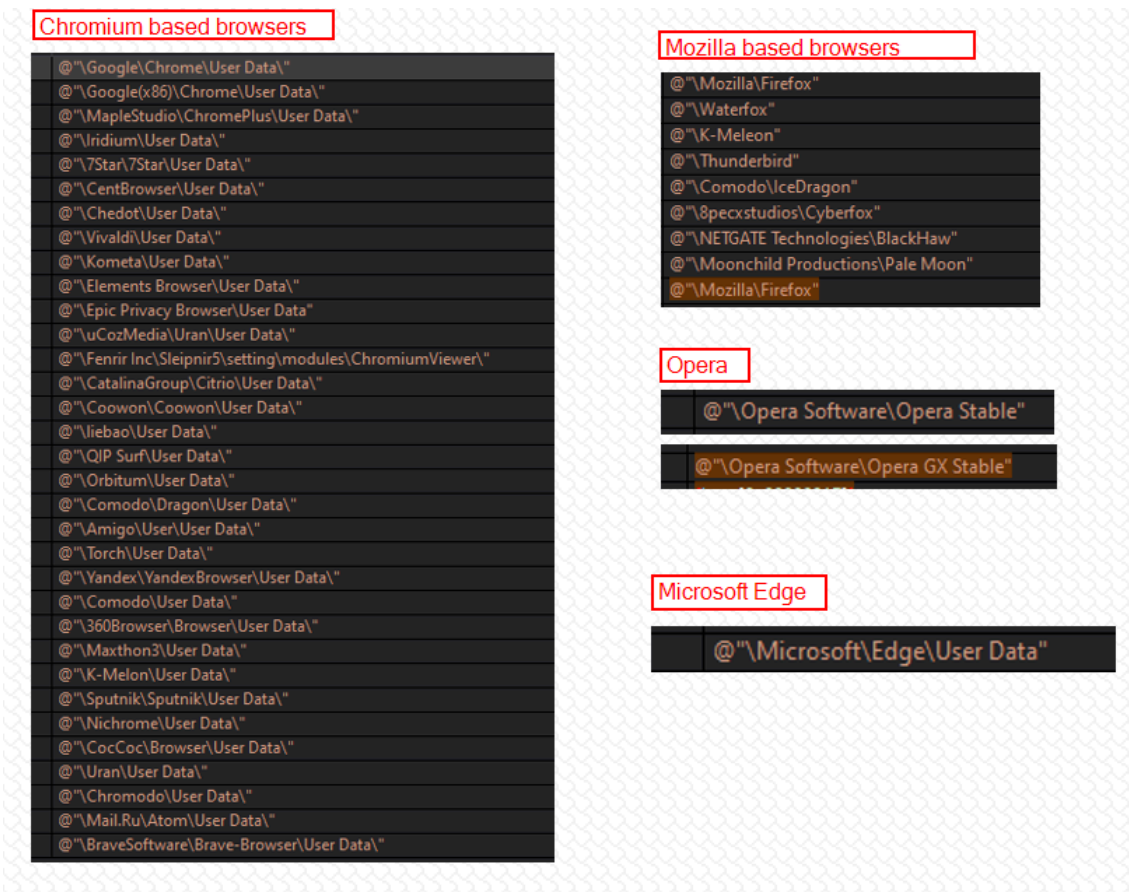 Chromium based browsers
@"\Google\Chrome\User Data\"
@"\Google(x86)\Chrome\User Data\"
@"\MapleStudio\ChromePlus\User Data\"
@"\Iridium\User Data\"
@"\7Star\7Star\User Data\"
@"\CentBrowser\User Data\"
@"\Chedot\User Data\"
@"\Vivaldi\User Data\"
@"\Kometa\User Data\"
@"\Elements Browser\User Data\"
@"\Epic Privacy Browser\User Data"
@"\uCozMedia\Uran\User Data\"
@"\Fenrir Inc\Sleipnir5\setting\modules\ChromiumViewer\"
@"\CatalinaGroup\Citrio\User Data\"
@"\Coowon\Coowon\User Data\"
@"\liebao\User Data\"
@"\QIP Surf\User Data\"
@"\Orbitum\User Data\"
@"\Comodo\Dragon\User Data\"
@"\Amigo\User\User Data\"
@"\Torch\User Data\"
@"\Yandex\YandexBrowser\User Data\"
@"\Comodo\User Data\"
@"\360Browser\Browser\User Data\"
@"\Maxthon3\User Data\"
@"\K-Melon\User Data\"
@"\Sputnik\Sputnik\User Data\"
@"\Nichrome\User Data\"
@"\CocCoc\Browser\User Data\"
@"\Uran\User Data\"
@"\Chromodo\User Data\"
@"\Mail.Ru\Atom\User Data\"
@"\BraveSoftware\Brave-Browser\User Data\"
Mozilla based browsers
@"\Mozilla\Firefox"
@"\Waterfox"
@"\K-Meleon"
@"\Thunderbird"
@"\Comodo\IceDragon"
@"\8pecxstudios\Cyberfox"
@"\NETGATE Technologies\BlackHaw"
@"\Moonchild Productions\Pale Moon"
@"\Mozilla\Firefox"
Opera
@"\Opera Software\Opera Stable"
@"\Opera Software\Opera GX Stable"
Microsoft Edge
@"\Microsoft\Edge\User Data"